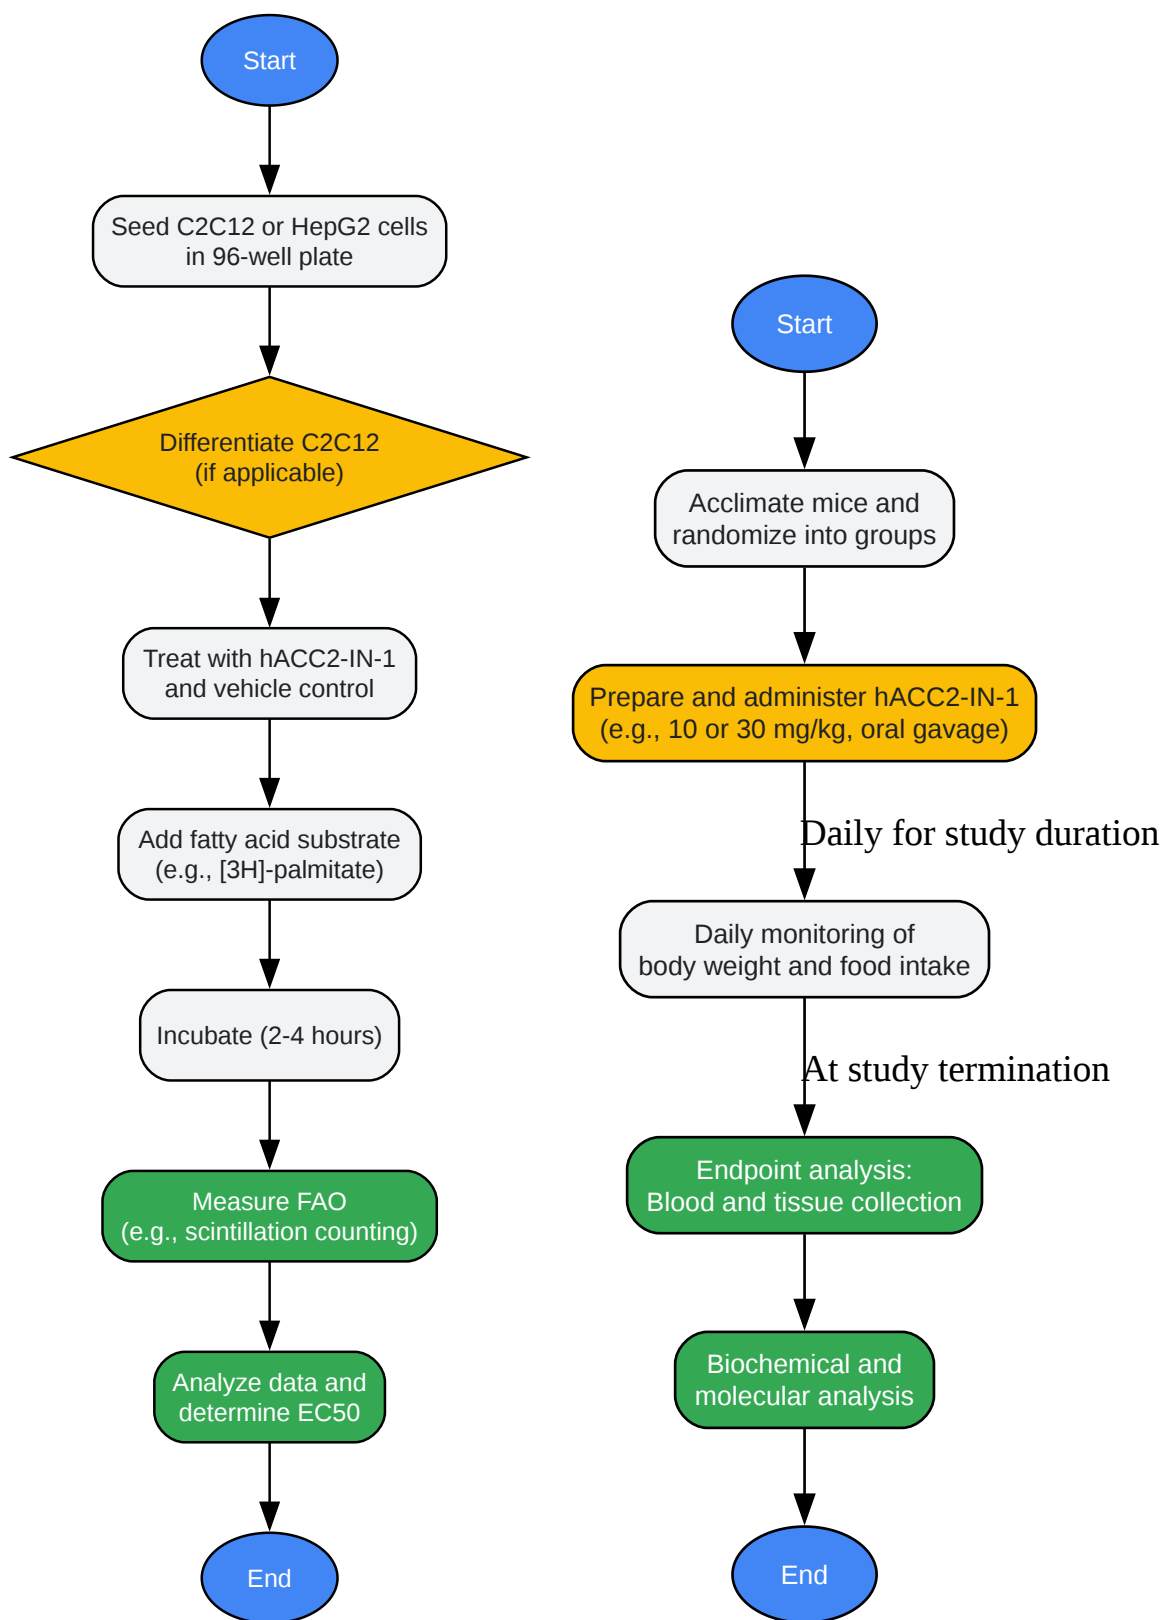 Start
Seed C2C12 or HepG2 cells
in 96-well plate
Differentiate C2C12
(if applicable)
Treat with hACC2-IN-1
and vehicle control
Add fatty acid substrate
(e.g., [3H]-palmitate)
Incubate (2-4 hours)
Measure FAO
(e.g., scintillation counting)
Analyze data and
determine EC50
End
Start
Acclimate mice and
randomize into groups
Prepare and administer hACC2-IN-1
(e.g., 10 or 30 mg/kg, oral gavage)
Daily for study duration
Daily monitoring of
body weight and food intake
At study termination
Endpoint analysis:
Blood and tissue collection
Biochemical and
molecular analysis
End